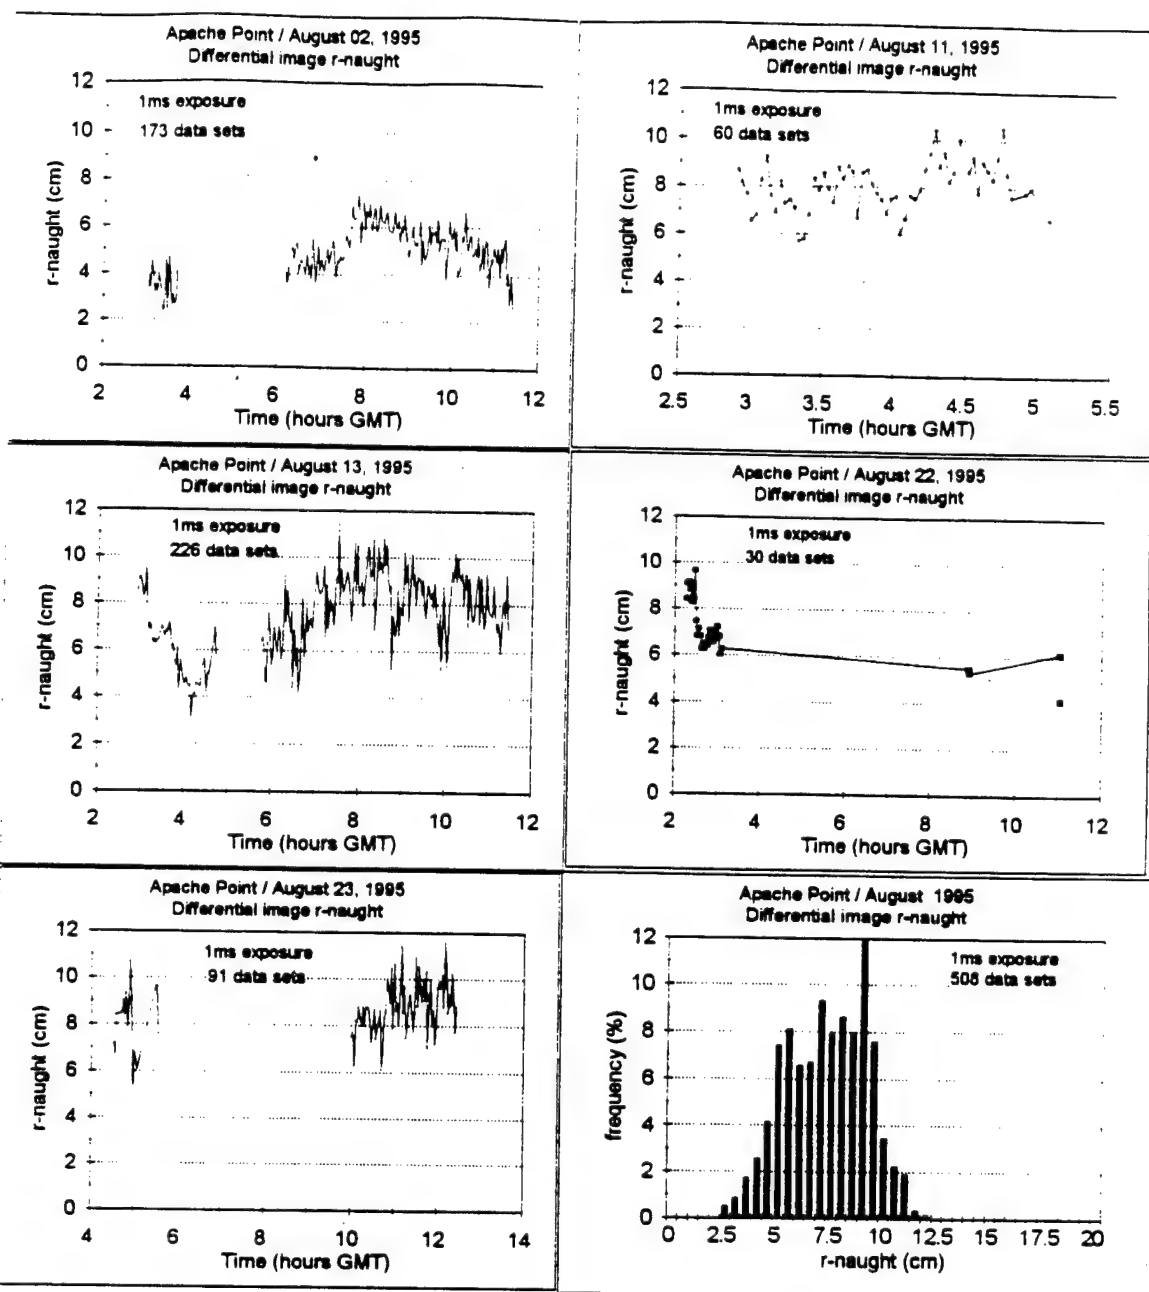 Apache Point / August 02, 1995
Differential image r-naught
1ms exposure
173 data sets
r-naught (cm)
12
10
8
6
4
2
0
2 4 6 8 10 12
Time (hours GMT)
Apache Point / August 11, 1995
Differential image r-naught
1ms exposure
60 data sets
r-naught (cm)
12
10
8
6
4
2
0
2.5 3 3.5 4 4.5 5 5.5
Time (hours GMT)
Apache Point / August 13, 1995
Differential image r-naught
1ms exposure
226 data sets
r-naught (cm)
12
10
8
6
4
2
0
2 4 6 8 10 12
Time (hours GMT)
Apache Point / August 22, 1995
Differential image r-naught
1ms exposure
30 data sets
r-naught (cm)
12
10
8
6
4
2
0
2 4 6 8 10 12
Time (hours GMT)
Apache Point / August 23, 1995
Differential image r-naught
1ms exposure
91 data sets
r-naught (cm)
12
10
8
6
4
2
0
4 6 8 10 12 14
Time (hours GMT)
Apache Point / August 1995
Differential image r-naught
1ms exposure
508 data sets
frequency (%)
12
10
8
6
4
2
0
0 2.5 5 7.5 10 12.5 15 17.5 20
r-naught (cm)